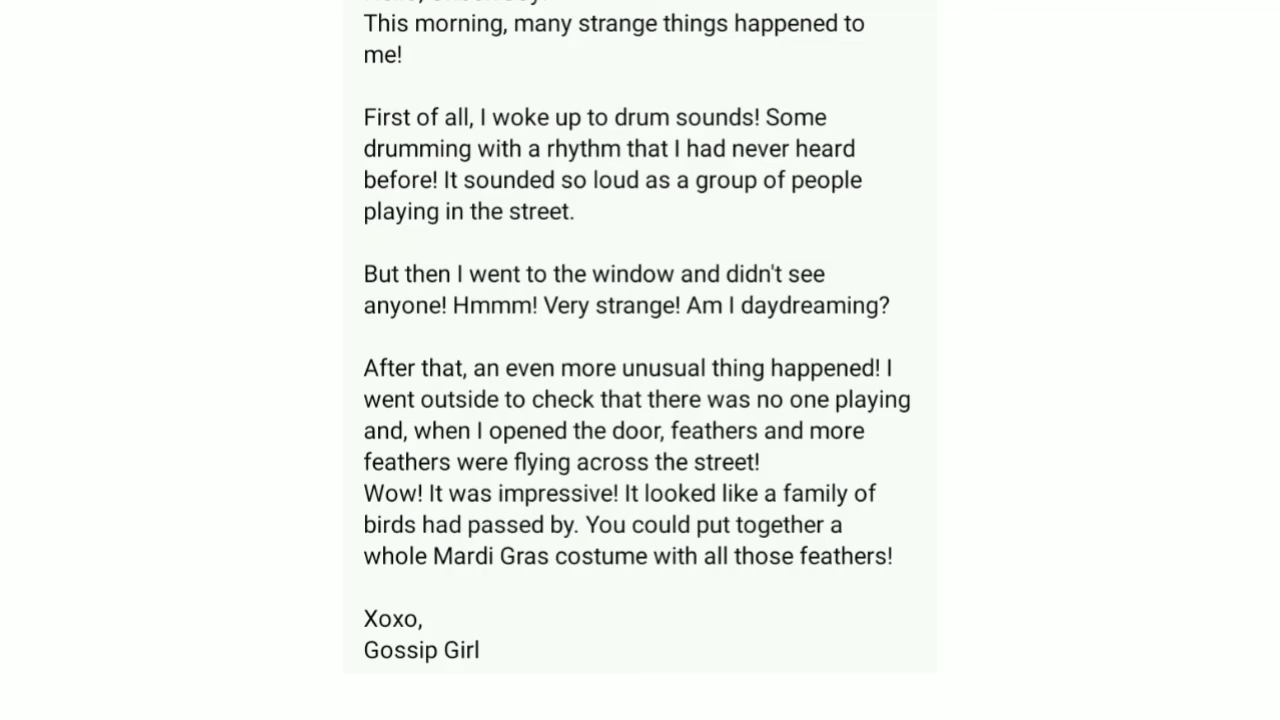 This morning, many strange things happened to
me!
First of all, I woke up to drum sounds! Some
drumming with a rhythm that I had never heard
before! It sounded so loud as a group of people
playing in the street.
But then I went to the window and didn't see
anyone! Hmmm! Very strange! Am I daydreaming?
After that, an even more unusual thing happened! I
went outside to check that there was no one playing
and, when I opened the door, feathers and more
feathers were flying across the street!
Wow! It was impressive! It looked like a family of
birds had passed by. You could put together a
whole Mardi Gras costume with all those feathers!
Xoxo,
Gossip Girl